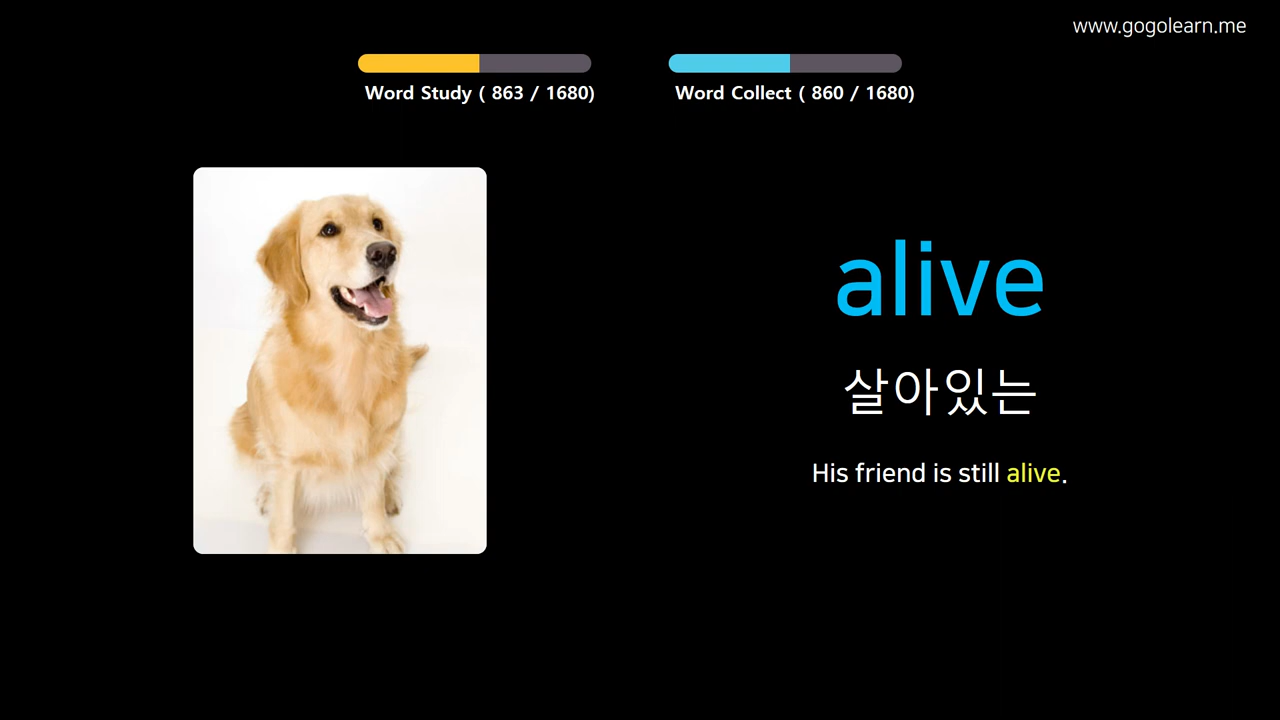 www.gogolearn.me
Word Study ( 863 / 1680)
Word Collect ( 860 / 1680)
alive
살아있는
His friend is still alive.